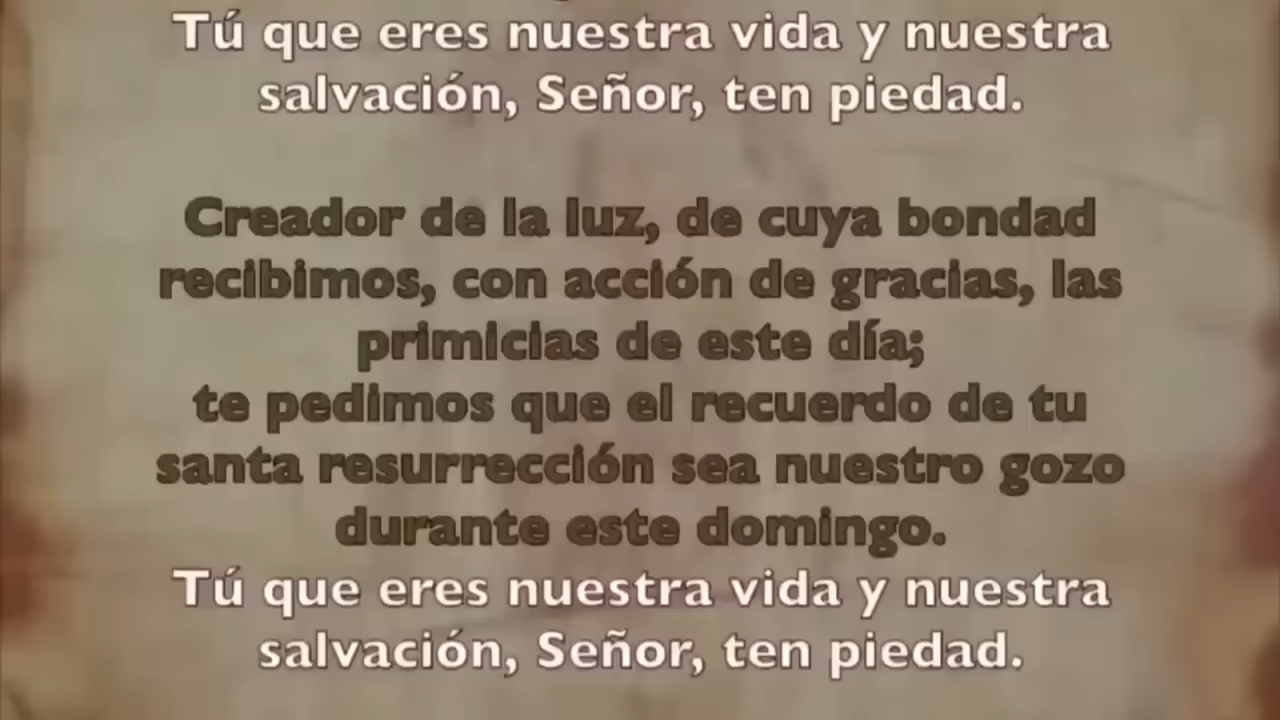 Tú que eres nuestra vida y nuestra
salvación, Señor, ten piedad.
Creador de la luz, de cuya bondad
recibimos, con acción de gracias, las
primicias de este día;
te pedimos que el recuerdo de tu
santa resurrección sea nuestro gozo
durante este domingo.
Tú que eres nuestra vida y nuestra
salvación, Señor, ten piedad.